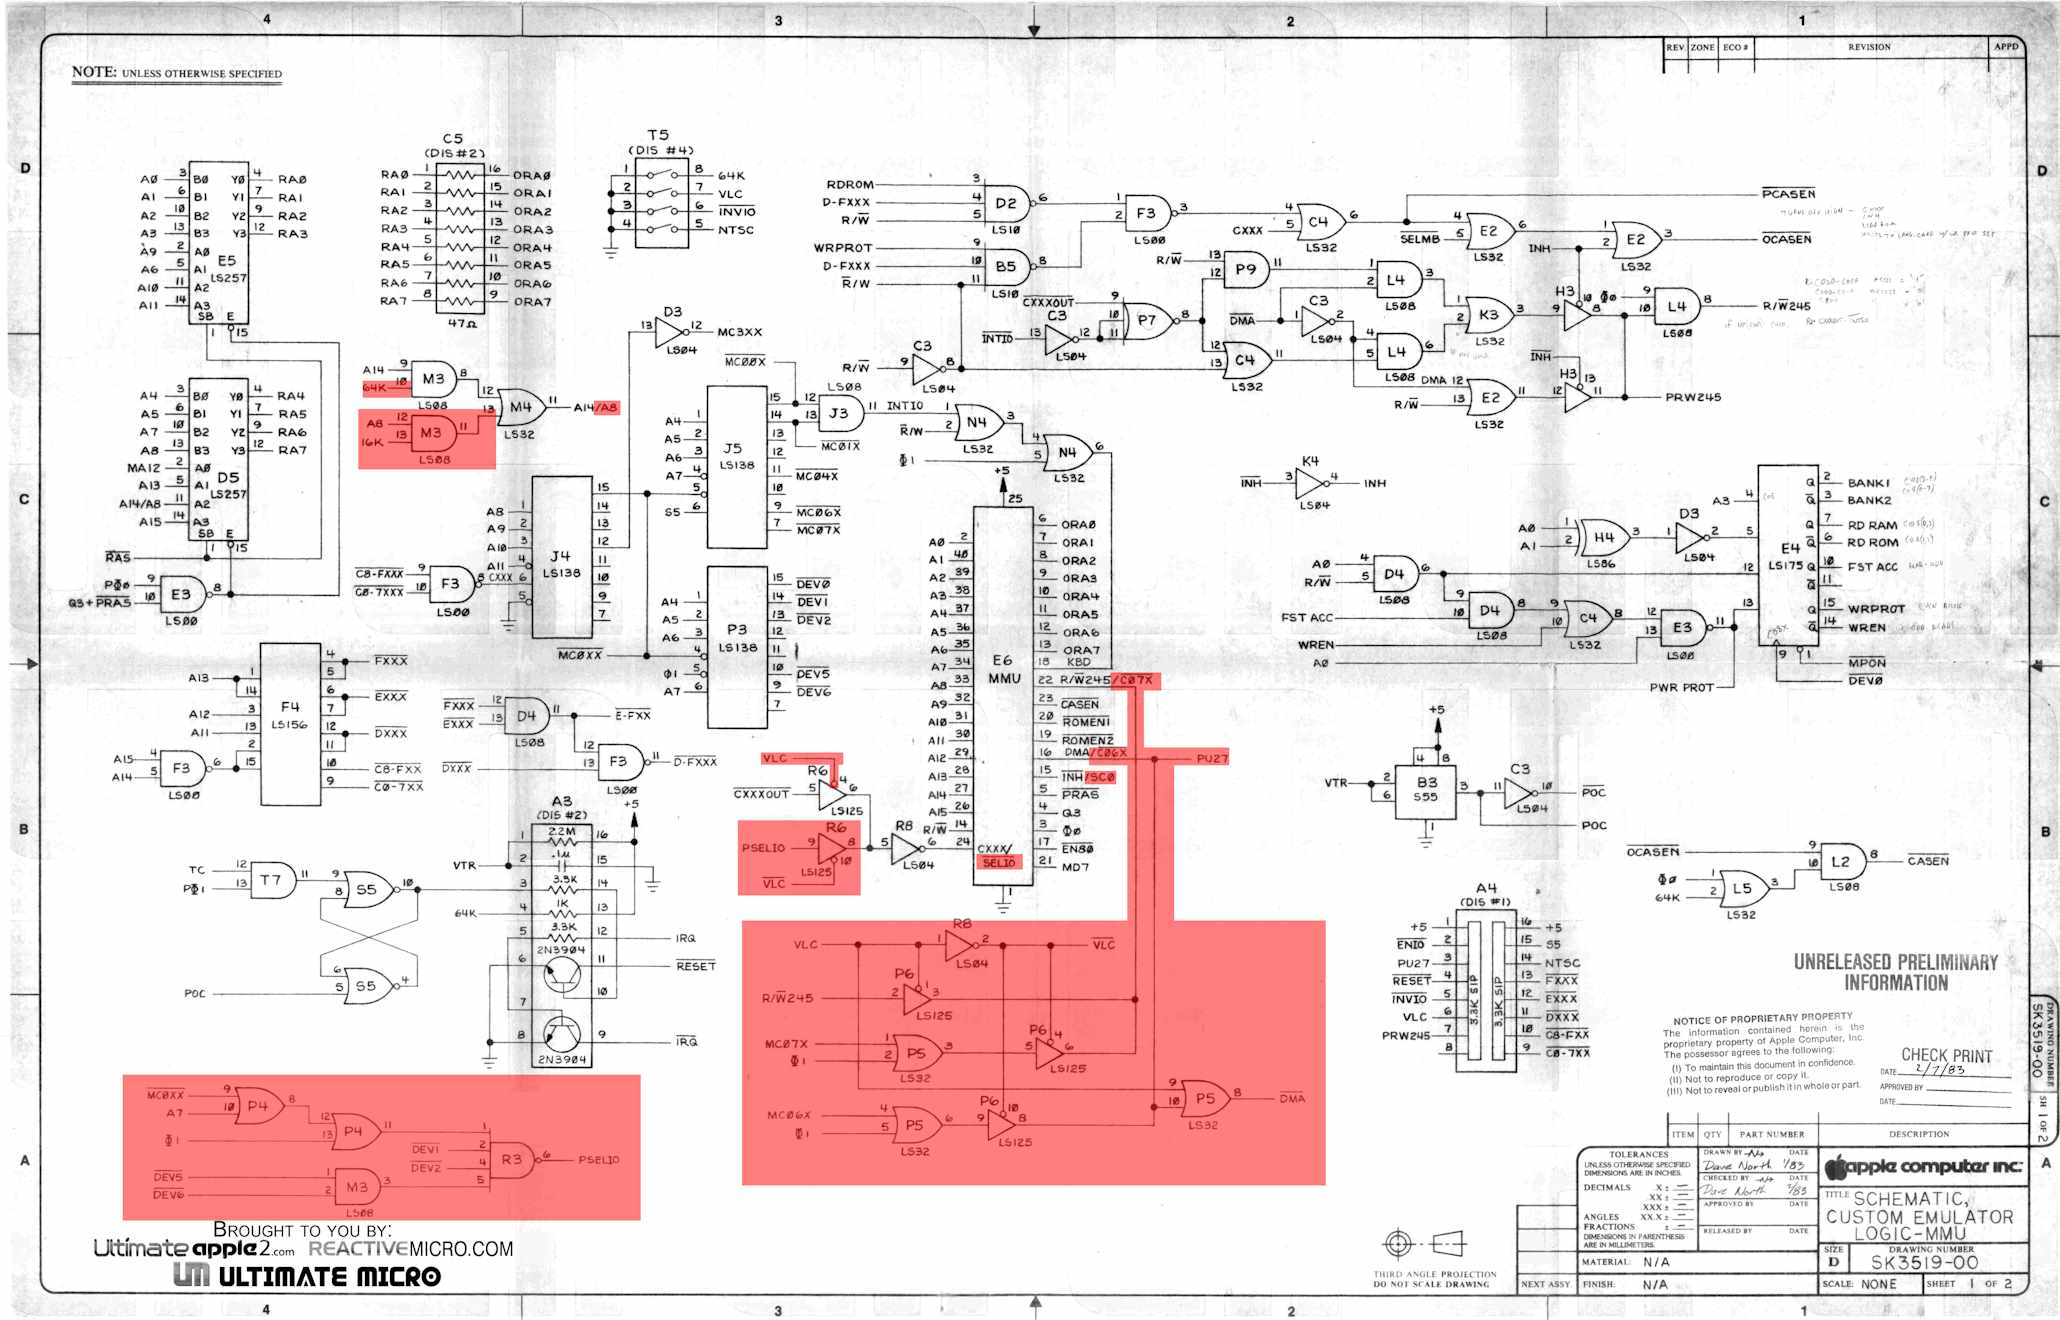 4 3 2 1
REV. ZONE ECO # REVISION APPD
NOTE: UNLESS OTHERWISE SPECIFIED
D
C
B
A
A0 3 B0 Y0 4 RA0
A1 6 B1 Y1 7 RA1
A2 10 B2 Y2 9 RA2
A3 13 B3 Y3 12 RA3
A9 2 A0
A6 5 A1
A10 11 A2
A11 14 A3
E5
LS257
SB E
1 15
A4 3 B0 Y0 4 RA4
A5 6 B1 Y1 7 RA5
A7 10 B2 Y2 9 RA6
A8 13 B3 Y3 12 RA7
MA12 2 A0
A13 5 A1
A14/A8 11 A2
A15 14 A3
D5
LS257
SB E
1 15
RAS
PΦ0 9
Q3+PRAS 10
E3 8
LS00
C5
(DIS #2)
RA0 1 16 ORA0
RA1 2 15 ORA1
RA2 3 14 ORA2
RA3 4 13 ORA3
RA4 5 12 ORA4
RA5 6 11 ORA5
RA6 7 10 ORA6
RA7 8 9 ORA7
47Ω
T5
(DIS #4)
1 8 64K
2 7 VLC
3 6 INVIO
4 5 NTSC
A14 9
64K 10
M3 8
LS08
A8 12
16K 13
M3 11
LS08
12
13
M4 11 A14/A8
LS32
D3
13 12 MC3XX
LS04
A8 1
A9 2
A10 3
A11 4
CXXX 6
5
J4
LS138
15
14
13
12
11
10
9
7
C8-FXXX 9
C0-7XXX 10
F3 8
LS00
MC0XX
MC00X
A4 1
A5 2
A6 3
A7 4
5
S5 6
J5
LS138
15
14
13
12
11 MC04X
10
9 MC06X
7 MC07X
LS08
12
13
J3 11 INTIO
MC01X
A4 1
A5 2
A6 3
4
Φ1 5
A7 6
P3
LS138
15 DEV0
14 DEV1
13 DEV2
12
11
10 DEV5
9 DEV6
7
RDROM 3
D-FXXX 4
R/W 5
D2 6
LS10
WRPROT 9
D-FXXX 10
R/W 11
B5 8
LS10
1
2
F3 3
LS00
CXXX 5
4
C4 6
LS32
PCASEN
SELMB 5
4
E2 6
LS32
INH
1
2
E2 3
LS32
OCASEN
R/W 13
12
P9 11
CXXXOUT 9
C3
INTIO 13 12
LS04
10
11
P7 8
R/W 9
C3 8
LS04
12
13
C4 11
LS32
DMA 1
C3 2
LS04
1
2
L4 3
LS08
4
5
L4 6
LS08
1
2
K3 3
LS32
H3
9 10 8
Φ0 9
10
L4 8 R/W245
LS08
INH
H3
12 13 11
PRW245
DMA 12
R/W 13
E2 11
LS32
1
R/W 2
N4 3
LS32
Φ1
4
5
N4 6
LS32
K4
INH 3 4 INH
LS04
+5
25
A0 2
A1 40
A2 39
A3 38
A4 37
A5 36
A6 35
A7 34
A8 33
A9 32
A10 31
A11 30
A12 29
A13 28
A14 27
A15 26
R/W 14
24 CXXX/
SELIO
E6
MMU
6 ORA0
7 ORA1
8 ORA2
9 ORA3
10 ORA4
11 ORA5
12 ORA6
13 ORA7
18 KBD
22 R/W245/C07X
23 CASEN
20 ROMEN1
19 ROMEN2
16 DMA/C06X PU27
15 INH/SC0
5 PRAS
4 Q3
3 Φ0
17 EN80
21 MD7
1
A0 1
A1 2
H4 3
LS86
D3
1 2
LS04
A0 4
R/W 5
D4 6
LS08
FST ACC
9
10
D4 8
LS08
WREN
9
10
C4 8
LS32
A0
12
13
E3 11
LS00
PWR PROT
A3 4
5
12
13
E4
LS175
Q 2 BANK1
Q 3 BANK2
Q 7 RD RAM
Q 6 RD ROM
Q 10 FST ACC
Q 11
Q 15 WRPROT
Q 14 WREN
9 1
MPON
DEV0
A13
14
A12 3
A11 13
2
15
F4
LS156
4
5 FXXX
6
7 EXXX
12
11 DXXX
10 C8-FXX
9 C0-7XX
A15 4
A14 5
F3 6
LS00
FXXX 12
EXXX 13
D4 11
LS08
E-FXX
DXXX
12
13
F3 11 D-FXXX
LS00
VLC
R6
CXXXOUT 5 4 6
LS125
R6
PSELIO 9 8
LS125 10
VLC
R8
5 6
LS04
A3
(DIS #2)
+5
1 2.2M 16
VTR 2 .1μ 15
3 3.3K 14
64K 4 1K 13
5 3.3K 12 IRQ
2N3904
6 11 RESET
10
7
8 9 IRQ
2N3904
TC 12
PΦ1 13
T7 11
9
8
S5 10
6
5
S5 4
POC
+5
4 8
VTR 2
6
B3
555
3
1
C3
11 10 POC
LS04
POC
OCASEN 9
10
L2 8 CASEN
LS08
Φ0 1
64K 2
L5 3
LS32
A4
(DIS #1)
+5 1 16 +5
ENIO 2 15 S5
PU27 3 14 NTSC
RESET 4 13 FXXX
INVIO 5 12 EXXX
VLC 6 11 DXXX
PRW245 7 10 C8-FXX
8 9 C0-7XX
3.3K SIP
3.3K SIP
VLC
R8
1 2
LS04
VLC
R/W245
P6
2 1 3
LS125
MC07X 1
Φ1 2
P5 3
LS32
P6
5 4 6
LS125
MC06X 4
Φ1 5
P5 6
LS32
P6
9 10 8
LS125
9
10
P5 8 DMA
LS32
MC0XX 9
A7 10
P4 8
Φ1
12
13
P4 11
DEV1
DEV2
DEV5 1
DEV6 2
M3 3
LS08
1
2
4
5
R3 6 PSELIO
BROUGHT TO YOU BY:
Ultimateapple2.com REACTIVEMICRO.COM
UM ULTIMATE MICRO
UNRELEASED PRELIMINARY
INFORMATION
NOTICE OF PROPRIETARY PROPERTY
The information contained herein is the
proprietary property of Apple Computer, Inc.
The possessor agrees to the following:
(I) To maintain this document in confidence.
(II) Not to reproduce or copy it.
(III) Not to reveal or publish it in whole or part.
CHECK PRINT
DATE 2/7/83
APPROVED BY
DATE
DRAWING NUMBER
SK3519-00
SH 1 OF 2
ITEM QTY PART NUMBER DESCRIPTION
TOLERANCES
UNLESS OTHERWISE SPECIFIED
DIMENSIONS ARE IN INCHES.
DECIMALS X ±
.XX ±
.XXX ±
ANGLES XX.X ±
FRACTIONS ±
DIMENSIONS IN PARENTHESIS
ARE IN MILLIMETERS.
DRAWN BY DATE
Dave North 1/83
CHECKED BY DATE
Dave North 1/83
APPROVED BY DATE
RELEASED BY DATE
apple computer inc.
TITLE SCHEMATIC,
CUSTOM EMULATOR
LOGIC-MMU
SIZE
D
DRAWING NUMBER
SK3519-00
MATERIAL: N/A
FINISH: N/A
NEXT ASSY.
SCALE: NONE SHEET 1 OF 2
THIRD ANGLE PROJECTION
DO NOT SCALE DRAWING
4 3 2 1